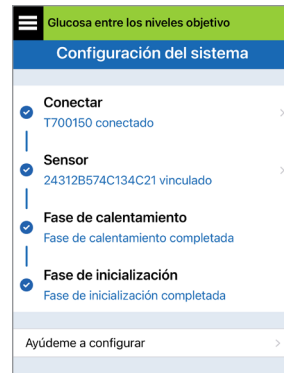 Glucosa entre los niveles objetivo
Configuración del sistema
Conectar
T700150 conectado
Sensor
24312B574C134C21 vinculado
Fase de calentamiento
Fase de calentamiento completada
Fase de inicialización
Fase de inicialización completada
Ayúdeme a configurar